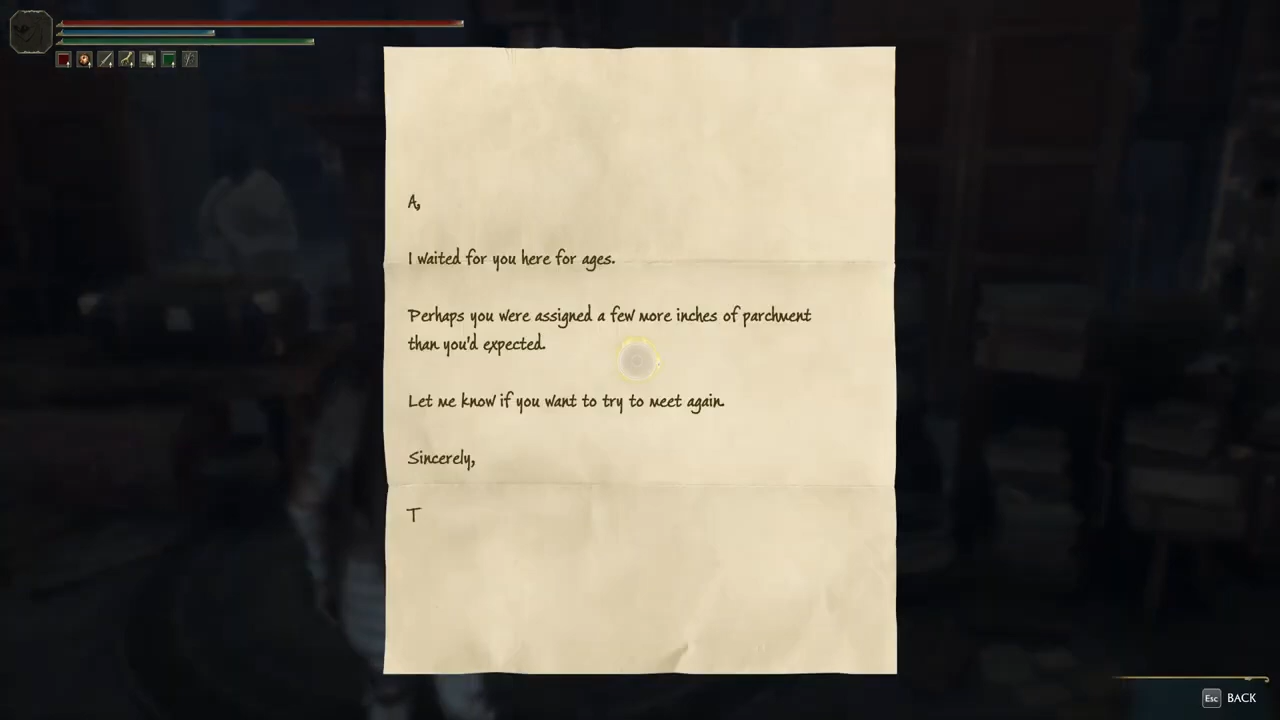 A,
I waited for you here for ages.
Perhaps you were assigned a few more inches of parchment
than you'd expected.
Let me know if you want to try to meet again.
Sincerely,
T
Esc BACK